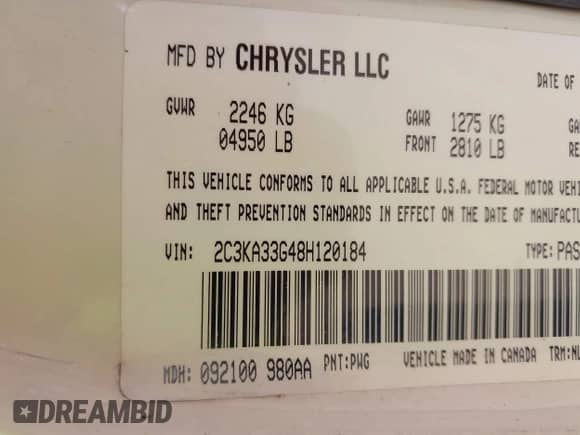 MFD BY CHRYSLER LLC
DATE OF
GVWR 2246 KG
04950 LB
GAWR FRONT 1275 KG
2810 LB
THIS VEHICLE CONFORMS TO ALL APPLICABLE U.S.A. FEDERAL MOTOR
AND THEFT PREVENTION STANDARDS IN EFFECT ON THE DATE OF
VIN: 2C3KA33G48H120184
TYPE:
MDH: 092100 980AA PNT:PWG VEHICLE MADE IN CANADA TRM:
DREAMBID